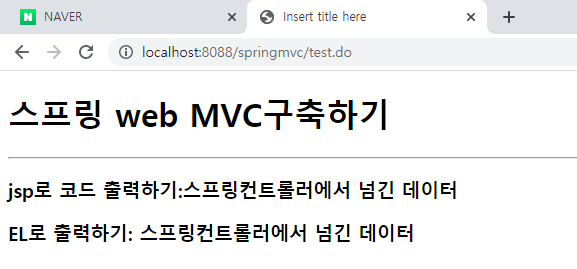 NAVER
Insert title here
localhost:8088/springmvc/test.do
스프링 web MVC구축하기
jsp로 코드 출력하기:스프링컨트롤러에서 넘긴 데이터
EL로 출력하기: 스프링컨트롤러에서 넘긴 데이터